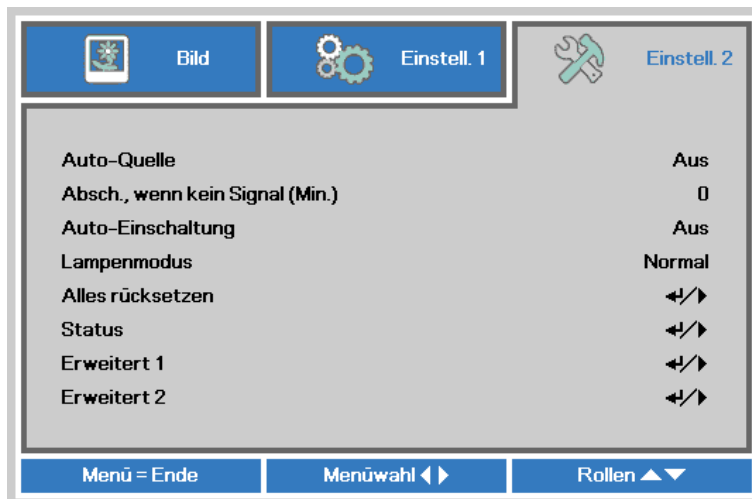 Bild
Einstell. 1
Einstell. 2
Auto-Quelle Aus
Absch., wenn kein Signal (Min.) 0
Auto-Einschaltung Aus
Lampenmodus Normal
Alles rücksetzen ↵/▶
Status ↵/▶
Erweitert 1 ↵/▶
Erweitert 2 ↵/▶
Menü = Ende
Menüwahl ◀▶
Rollen ▲▼